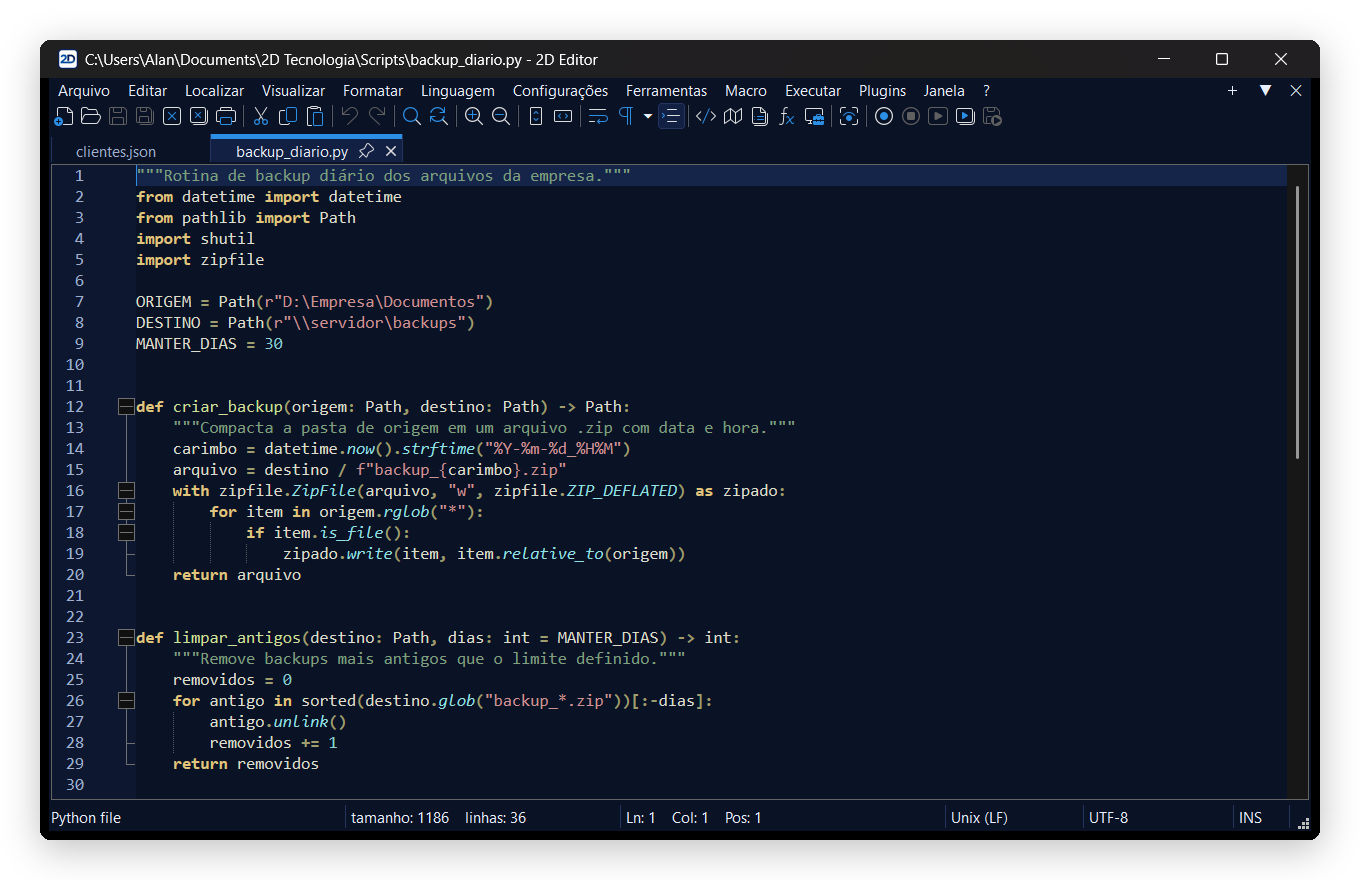 2D C:\Users\Alan\Documents\2D Tecnologia\Scripts\backup_diario.py - 2D Editor
Arquivo Editar Localizar Visualizar Formatar Linguagem Configurações Ferramentas Macro Executar Plugins Janela ?
clientes.json backup_diario.py
1 """Rotina de backup diário dos arquivos da empresa."""
2 from datetime import datetime
3 from pathlib import Path
4 import shutil
5 import zipfile
6
7 ORIGEM = Path(r"D:\Empresa\Documentos")
8 DESTINO = Path(r"\\servidor\backups")
9 MANTER_DIAS = 30
10
11
12 def criar_backup(origem: Path, destino: Path) -> Path:
13 """Compacta a pasta de origem em um arquivo .zip com data e hora."""
14 carimbo = datetime.now().strftime("%Y-%m-%d_%H%M")
15 arquivo = destino / f"backup_{carimbo}.zip"
16 with zipfile.ZipFile(arquivo, "w", zipfile.ZIP_DEFLATED) as zipado:
17 for item in origem.rglob("*"):
18 if item.is_file():
19 zipado.write(item, item.relative_to(origem))
20 return arquivo
21
22
23 def limpar_antigos(destino: Path, dias: int = MANTER_DIAS) -> int:
24 """Remove backups mais antigos que o limite definido."""
25 removidos = 0
26 for antigo in sorted(destino.glob("backup_*.zip"))[:-dias]:
27 antigo.unlink()
28 removidos += 1
29 return removidos
30
Python file tamanho: 1186 linhas: 36 Ln: 1 Col: 1 Pos: 1 Unix (LF) UTF-8 INS